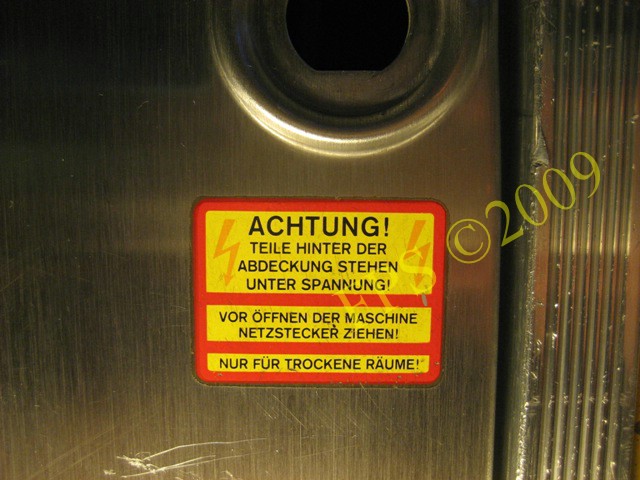 ACHTUNG!
TEILE HINTER DER
ABDECKUNG STEHEN
UNTER SPANNUNG!
VOR ÖFFNEN DER MASCHINE
NETZSTECKER ZIEHEN!
NUR FÜR TROCKENE RÄUME!
©2009